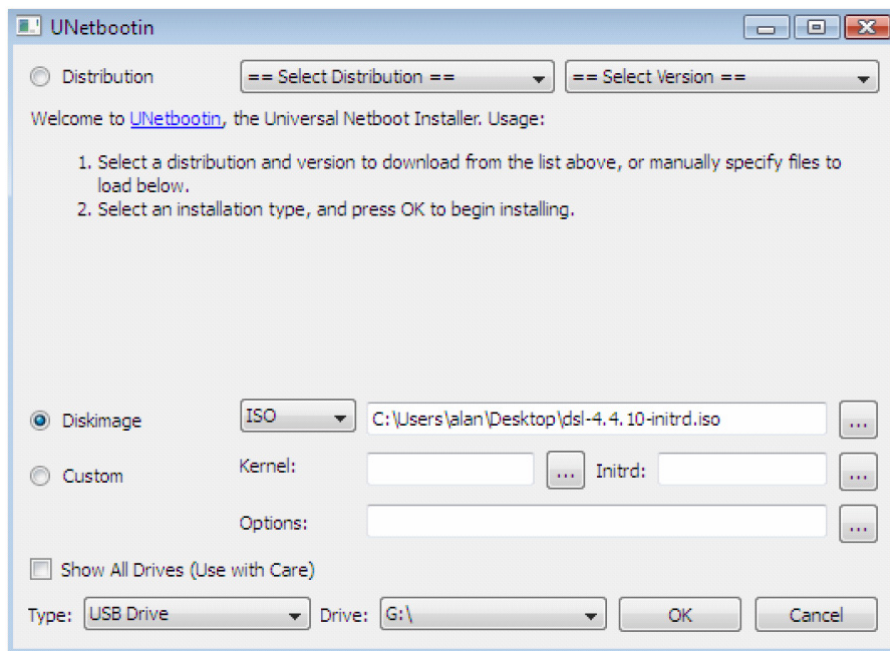 UNetbootin
Distribution == Select Distribution == == Select Version ==
Welcome to UNetbootin, the Universal Netboot Installer. Usage:
1. Select a distribution and version to download from the list above, or manually specify files to
load below.
2. Select an installation type, and press OK to begin installing.
Diskimage ISO C:\Users\alan\Desktop\dsl-4.4.10-initrd.iso ...
Custom Kernel: ... Initrd: ...
Options: ...
Show All Drives (Use with Care)
Type: USB Drive Drive: G:\ OK Cancel